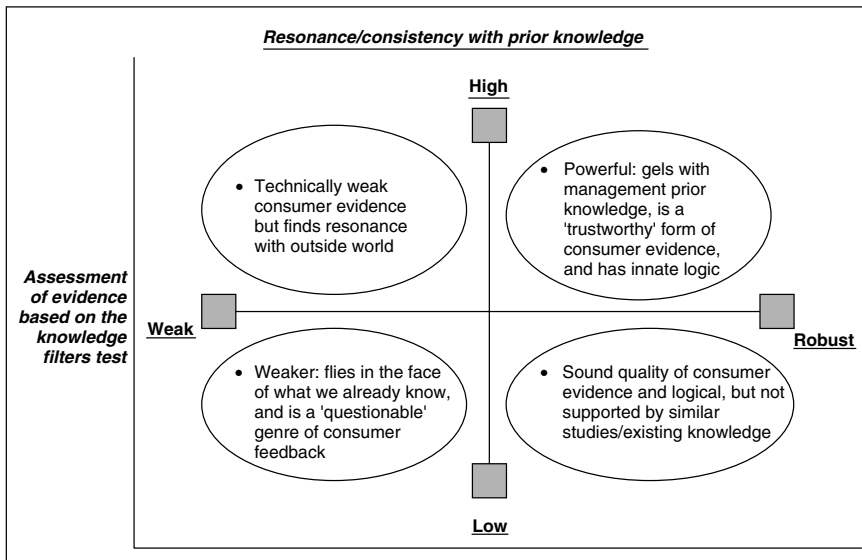 Resonance/consistency with prior knowledge
High
• Technically weak
consumer evidence
but finds resonance
with outside world
• Powerful: gels with
management prior
knowledge, is a
'trustworthy' form of
consumer evidence,
and has innate logic
Assessment
of evidence
based on the
knowledge
filters test
Weak
Robust
• Weaker: flies in the face
of what we already know,
and is a 'questionable'
genre of consumer
feedback
• Sound quality of consumer
evidence and logical, but not
supported by similar
studies/existing knowledge
Low